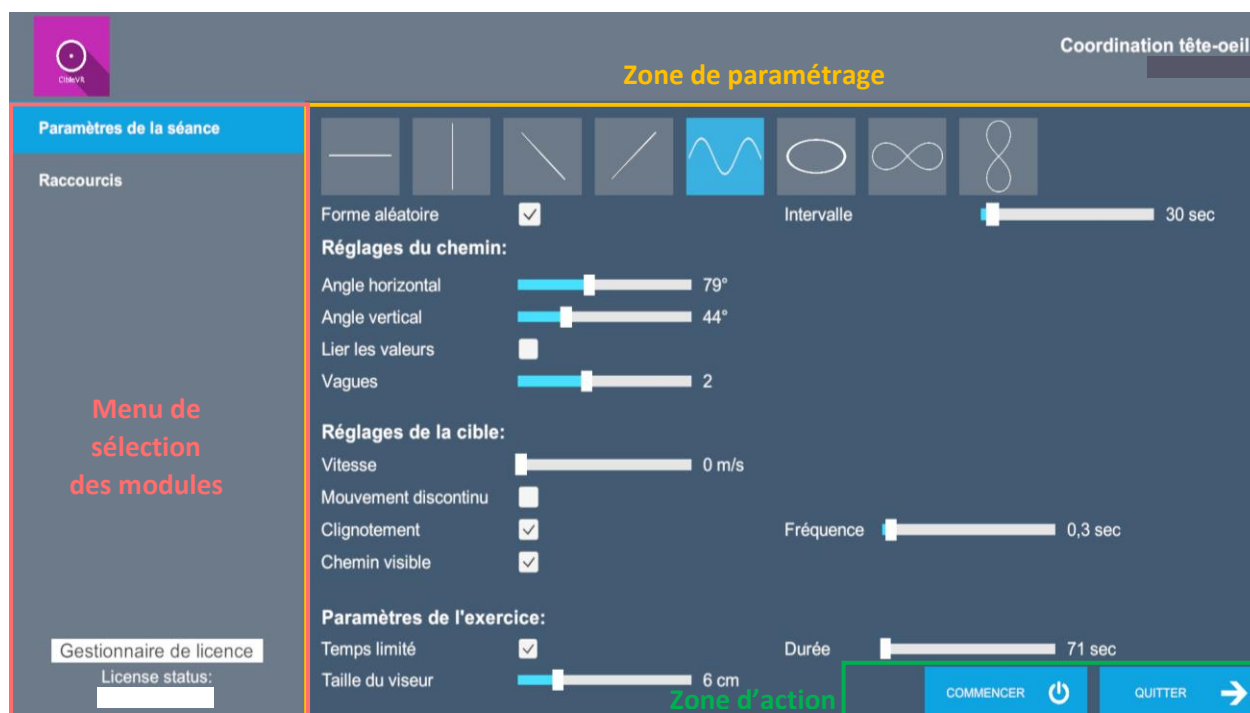 CibleVR
Coordination tête-oeil
Zone de paramétrage
Paramètres de la séance
Raccourcis
Menu de
sélection
des modules
Gestionnaire de licence
License status:
Forme aléatoire
Intervalle 30 sec
Réglages du chemin:
Angle horizontal 79°
Angle vertical 44°
Lier les valeurs
Vagues 2
Réglages de la cible:
Vitesse 0 m/s
Mouvement discontinu
Clignotement
Fréquence 0,3 sec
Chemin visible
Paramètres de l'exercice:
Temps limité
Durée 71 sec
Taille du viseur 6 cm
Zone d'action
COMMENCER
QUITTER